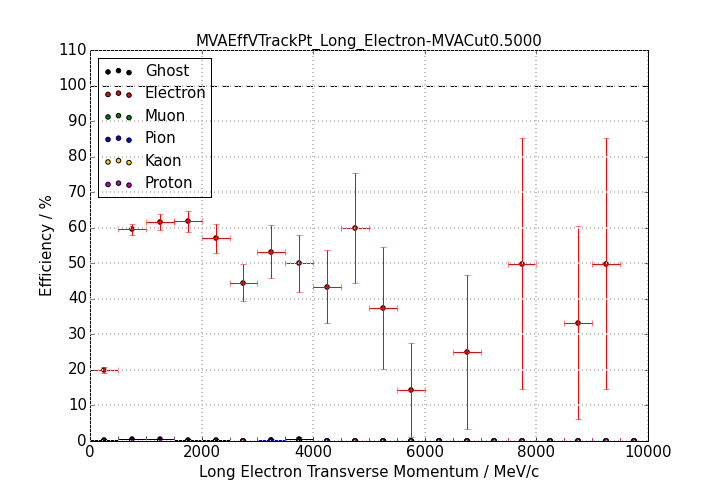 MVAEffVTrackPt_Long_Electron-MVACut0.5000
110
100
90
80
70
60
50
40
30
20
10
0
Efficiency / %
Ghost
Electron
Muon
Pion
Kaon
Proton
0 2000 4000 6000 8000 10000
Long Electron Transverse Momentum / MeV/c